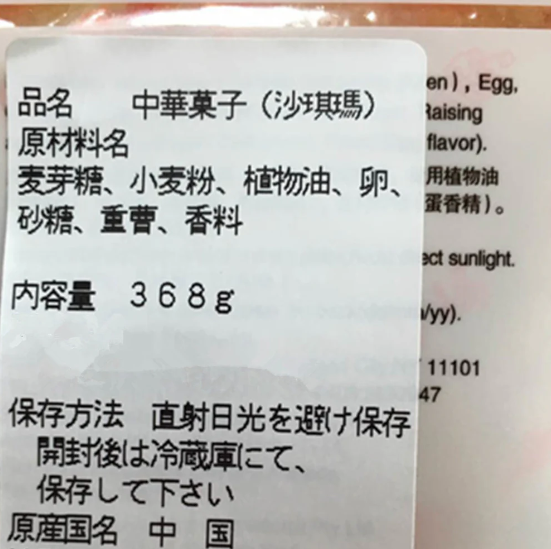 品名 中華菓子（沙琪瑪）
原材料名
麦芽糖、小麦粉、植物油、卵、
砂糖、重曹、香料
内容量 368g
保存方法 直射日光を避け保存
開封後は冷蔵庫にて、
保存して下さい
原産国名 中 国
en), Egg,
Raising
flavor).
用植物油
蛋香精)。
ect sunlight.
/yy).
11101
47